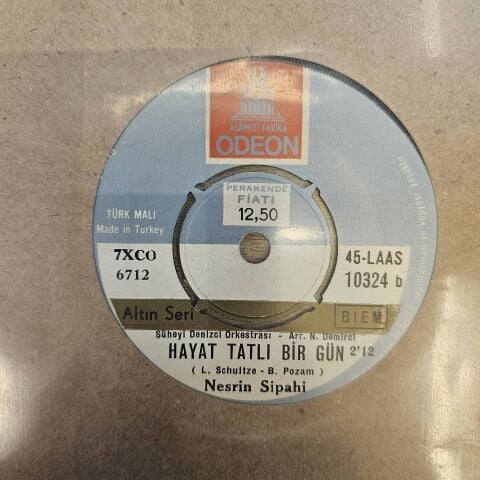 ALAMETİ FARİKA
ODEON
PERAKENDE
FİATI
12,50
TÜRK MALI
Made in Turkey
7XCO
6712
45-LAAS
10324 b
Altın Seri
BIEM
Süheyl Denizci Orkestrası - Arr. N. Demirci
HAYAT TATLI BİR GÜN 2'12
( L. Schultze - B. Pozam )
Nesrin Sipahi